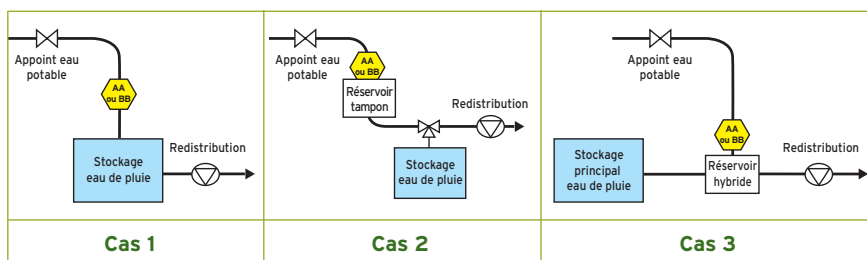 Appoint eau
potable
AA
ou BB
Stockage
eau de pluie
Redistribution
Cas 1
Appoint eau
potable
AA
ou BB
Réservoir
tampon
Redistribution
Stockage
eau de pluie
Cas 2
Appoint eau
potable
AA
ou BB
Stockage
principal
eau de pluie
Réservoir
hybride
Redistribution
Cas 3